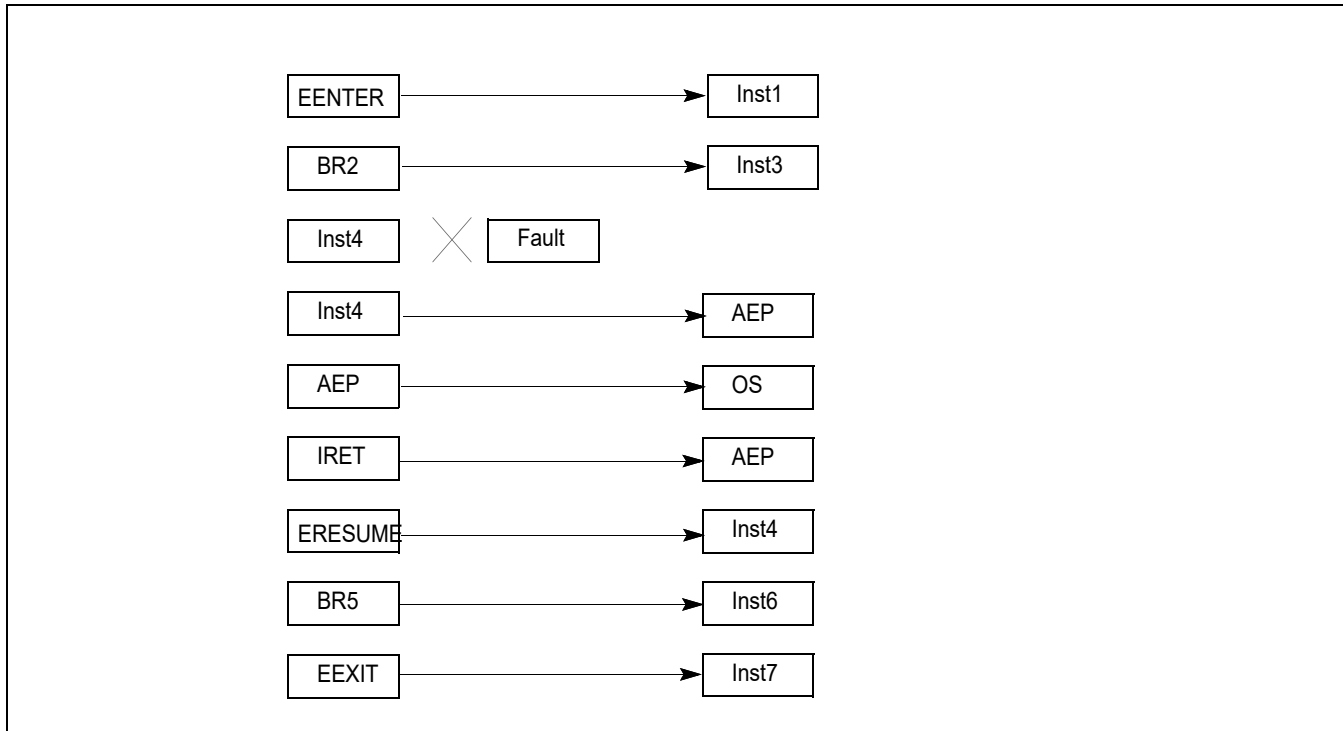 EENTER Inst1
BR2 Inst3
Inst4 Fault
Inst4 AEP
AEP OS
IRET AEP
ERESUME Inst4
BR5 Inst6
EEXIT Inst7